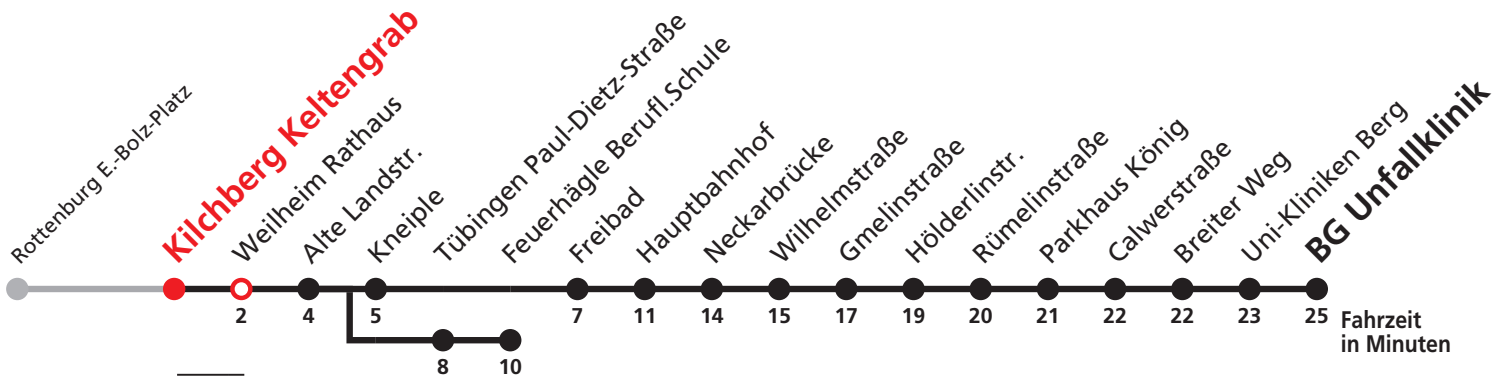 Rottenburg E.-Bolz-Platz
Kilchberg Keltengrab
Weilheim Rathaus
Alte Landstr.
Kneiple
Tübingen Paul-Dietz-Straße
Feuerhägle Berufl.Schule
Freibad
Hauptbahnhof
Neckarbrücke
Wilhelmstraße
Gmelinstraße
Hölderlinstr.
Rümelinstraße
Parkhaus König
Calwerstraße
Breiter Weg
Uni-Kliniken Berg
BG Unfallklinik
2 4 5 7 11 14 15 17 19 20 21 22 22 23 25 Fahrzeit
in Minuten
8 10